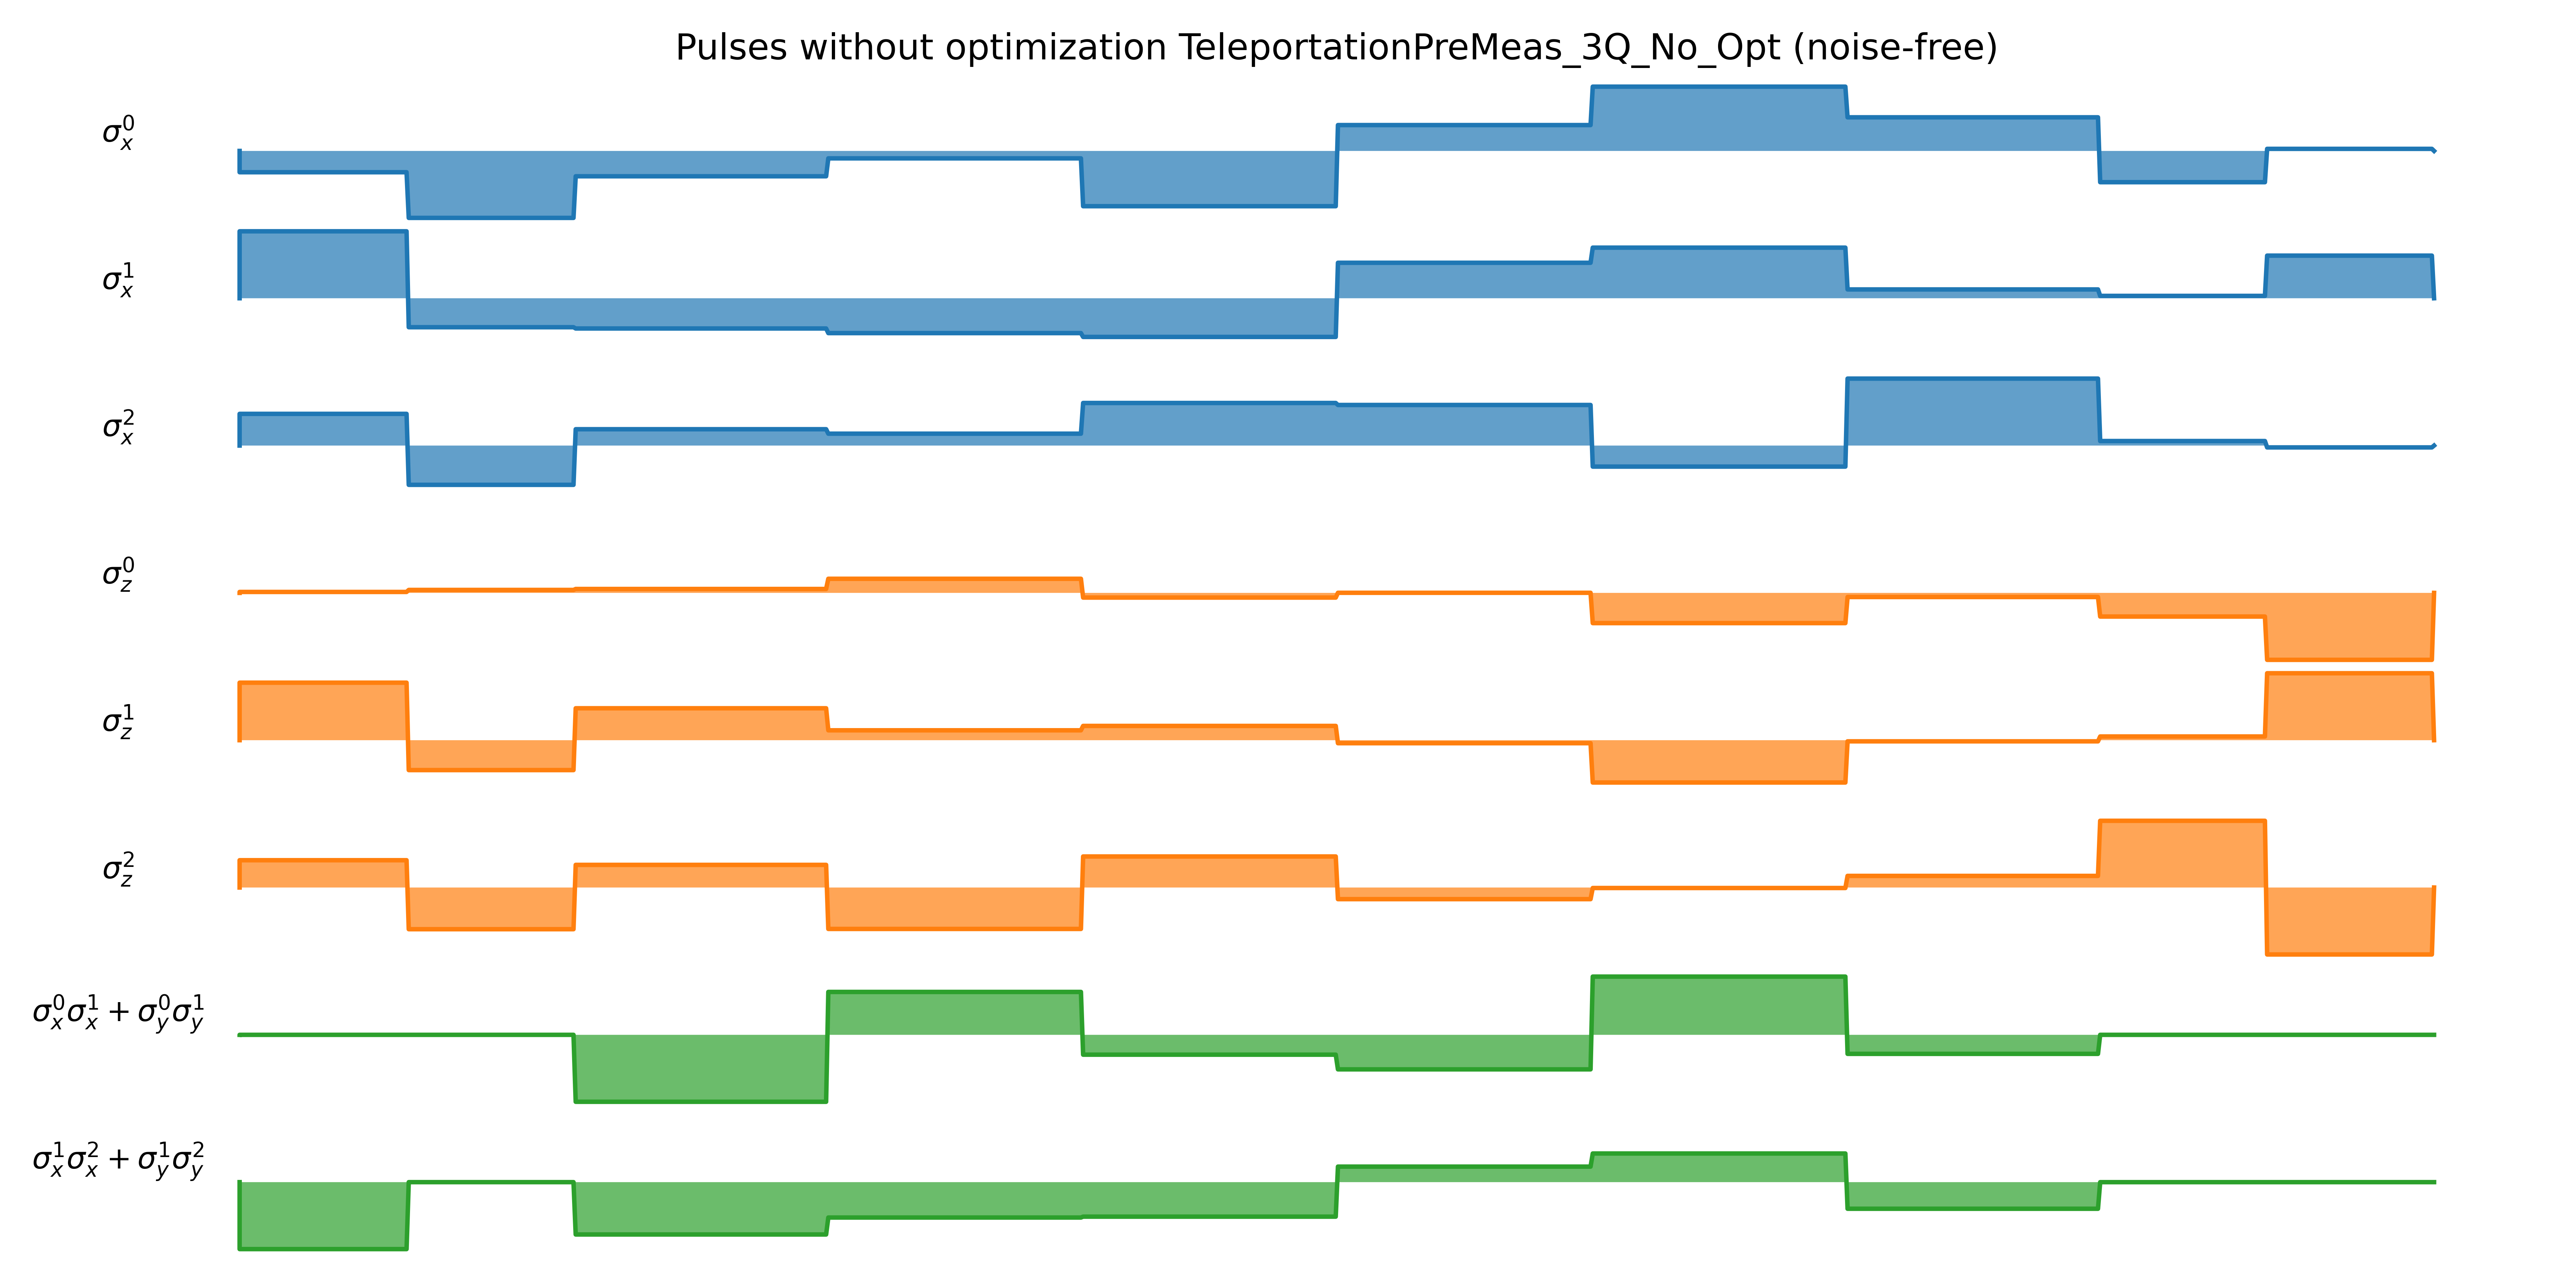 Pulses without optimization TeleportationPreMeas_3Q_No_Opt (noise-free)
σ_x^0
σ_x^1
σ_x^2
σ_z^0
σ_z^1
σ_z^2
σ_x^0σ_x^1 + σ_y^0σ_y^1
σ_x^1σ_x^2 + σ_y^1σ_y^2